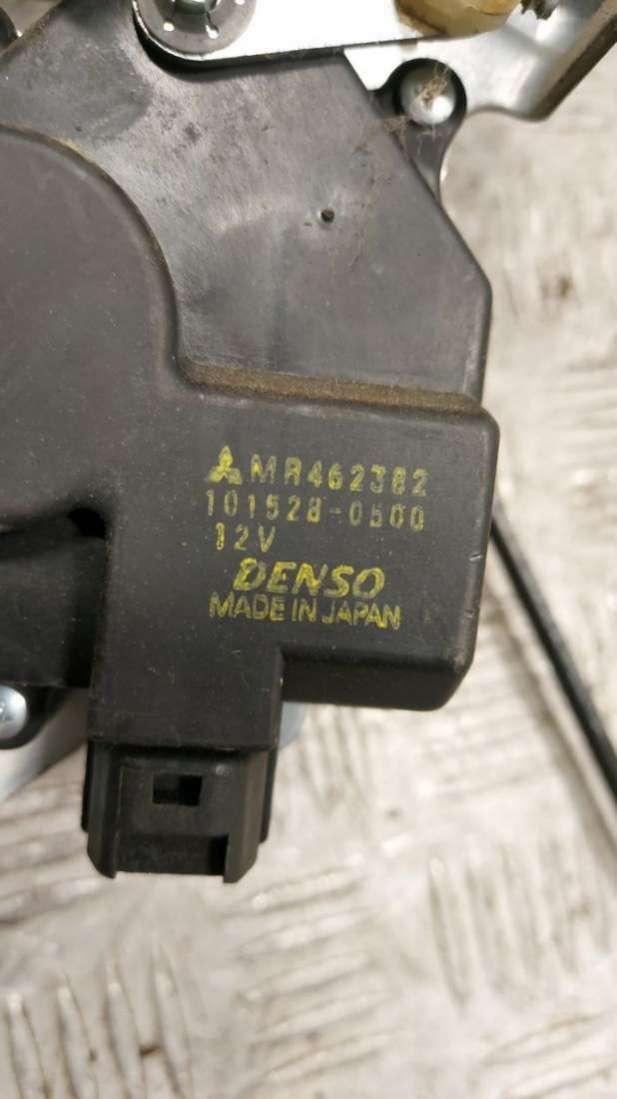 MR462382
101528-0500
12V
DENSO
MADE IN JAPAN